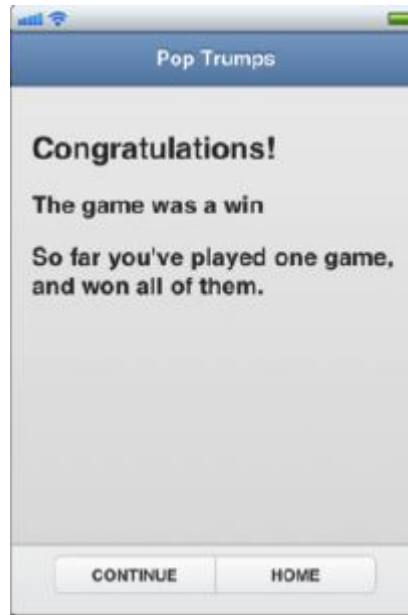 Pop Trumps
Congratulations!
The game was a win
So far you've played one game,
and won all of them.
CONTINUE HOME